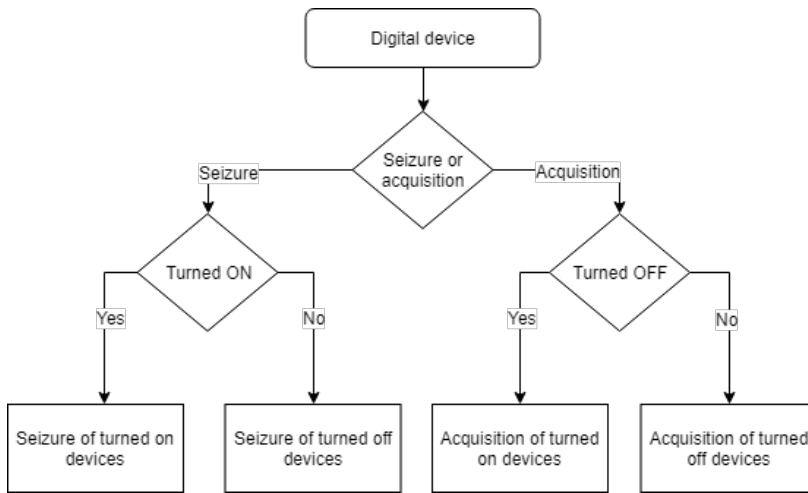 Digital device
Seizure or
acquisition
Seizure
Acquisition
Turned ON
Turned OFF
Yes
No
Yes
No
Seizure of turned on
devices
Seizure of turned off
devices
Acquisition of turned
on devices
Acquisition of turned
off devices